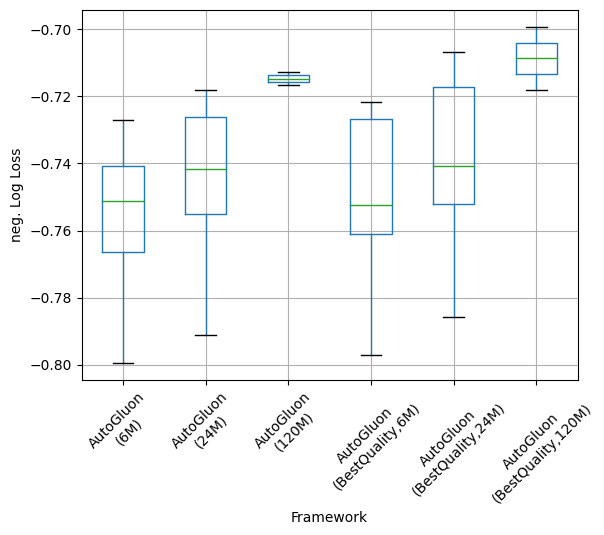 −0.70
−0.72
−0.74
−0.76
−0.78
−0.80
neg. Log Loss
AutoGluon
(6M)
AutoGluon
(24M)
AutoGluon
(120M)
AutoGluon
(BestQuality,6M)
AutoGluon
(BestQuality,24M)
AutoGluon
(BestQuality,120M)
Framework